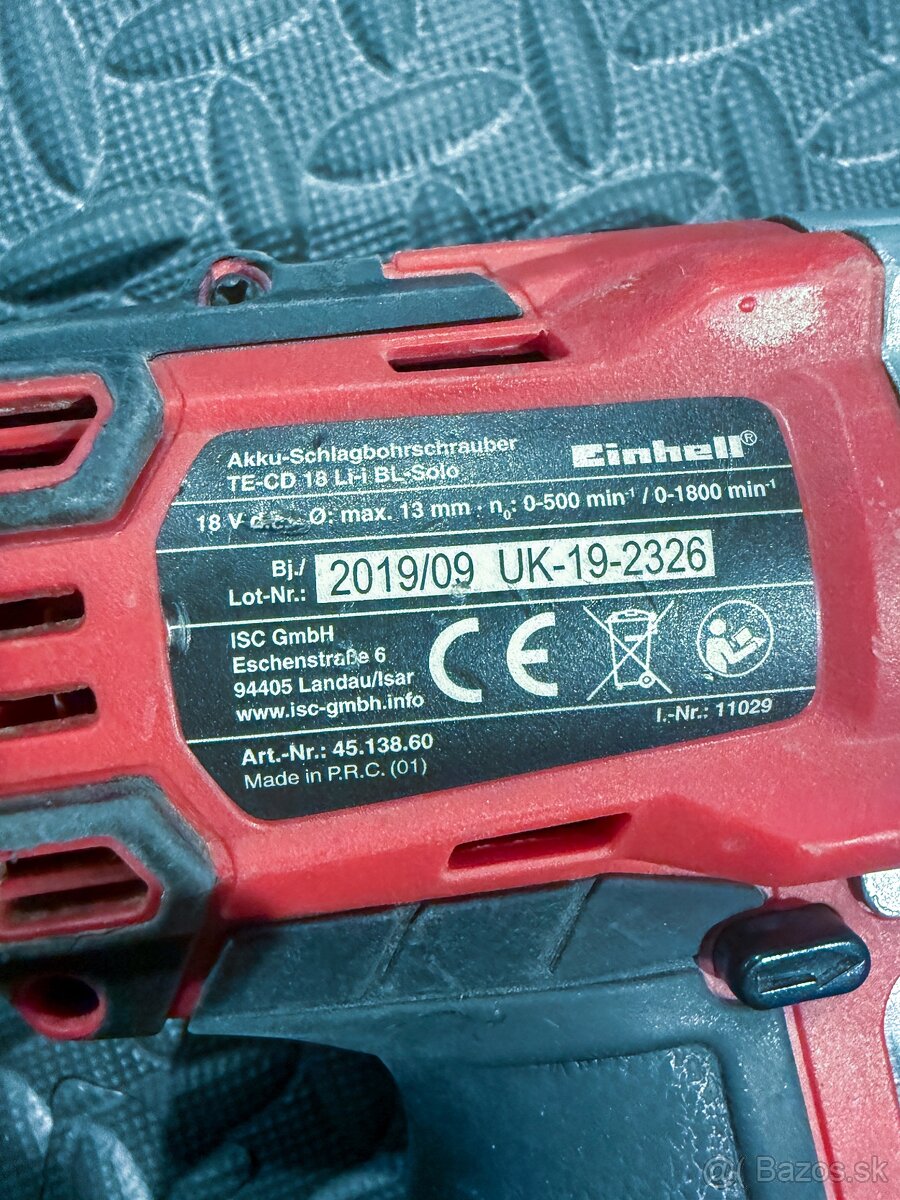 Akku-Schlagbohrschrauber
TE-CD 18 Li-i BL-Solo
Einhell®
18 V d.c. Ø: max. 13 mm · n₀: 0-500 min⁻¹ / 0-1800 min⁻¹
Bj./
Lot-Nr.: 2019/09 UK-19-2326
ISC GmbH
Eschenstraße 6
94405 Landau/Isar
www.isc-gmbh.info
CE
I.-Nr.: 11029
Art.-Nr.: 45.138.60
Made in P.R.C. (01)
@ Bazos.sk